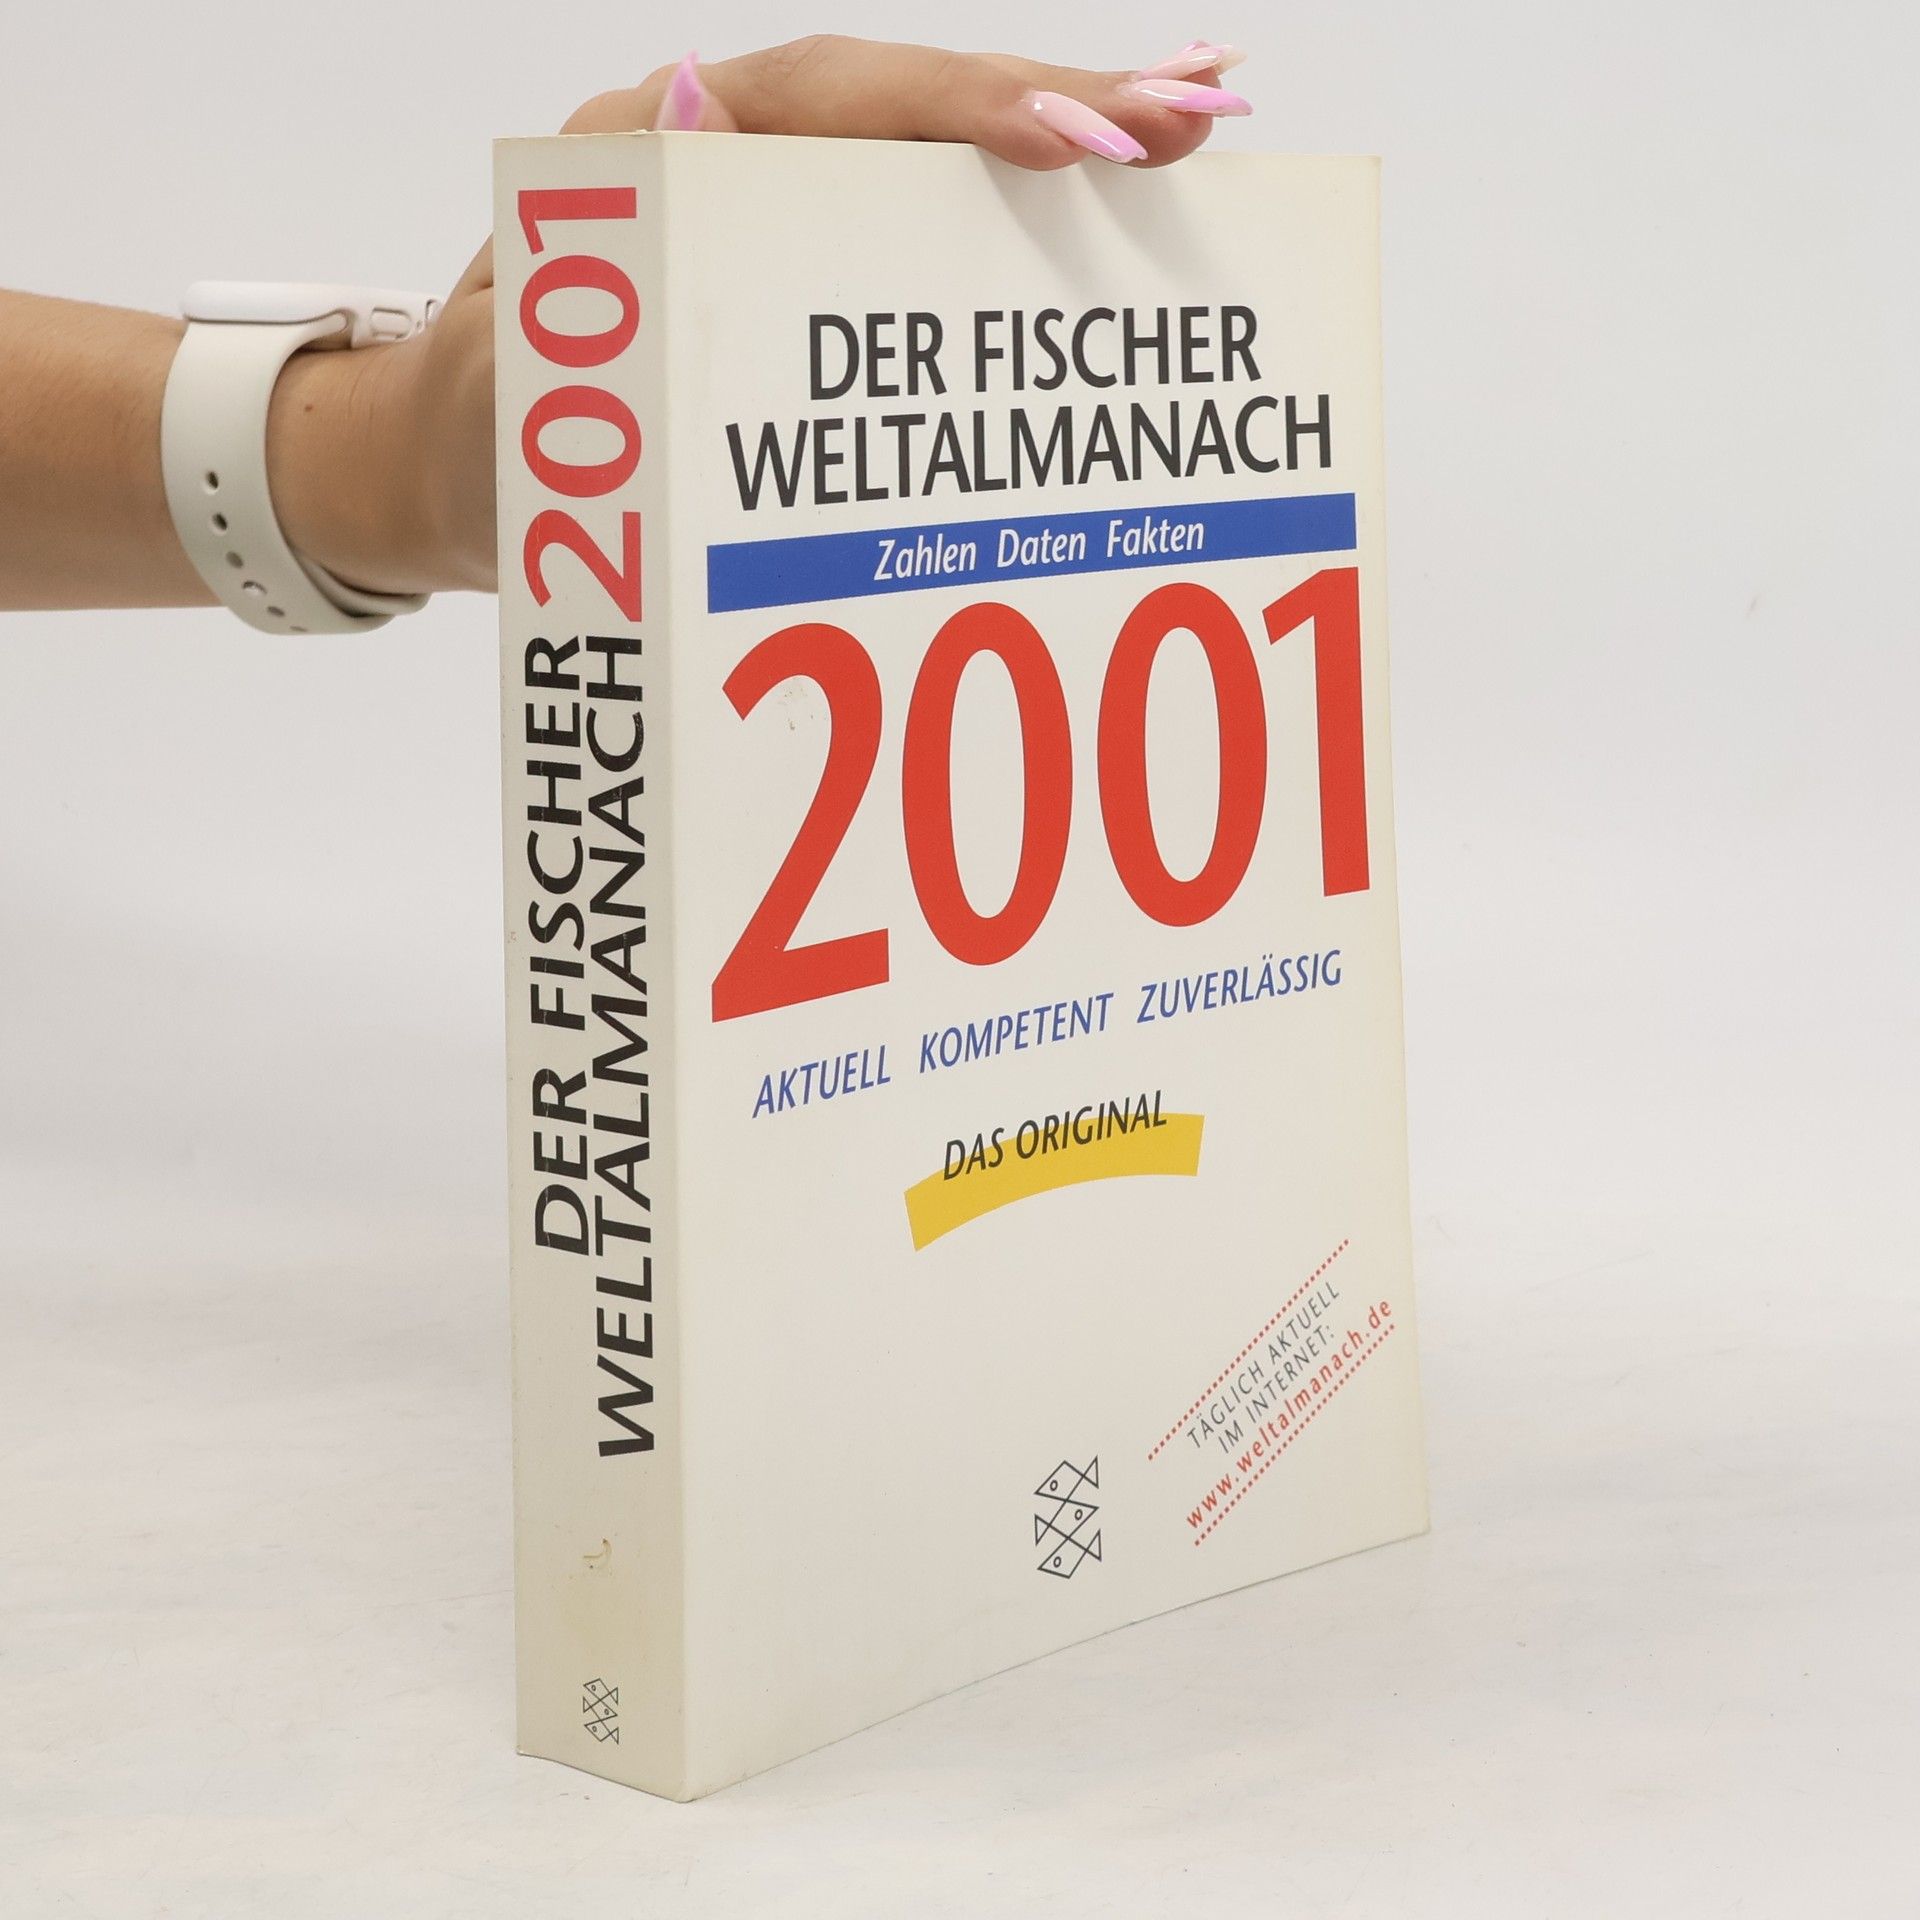 DER FISCHER
WELTALMANACH
2001
DER FISCHER
WELTALMANACH
Zahlen Daten Fakten
2001
AKTUELL KOMPETENT ZUVERLÄSSIG
DAS ORIGINAL
TÄGLICH AKTUELL
IM INTERNET:
www.weltalmanach.de